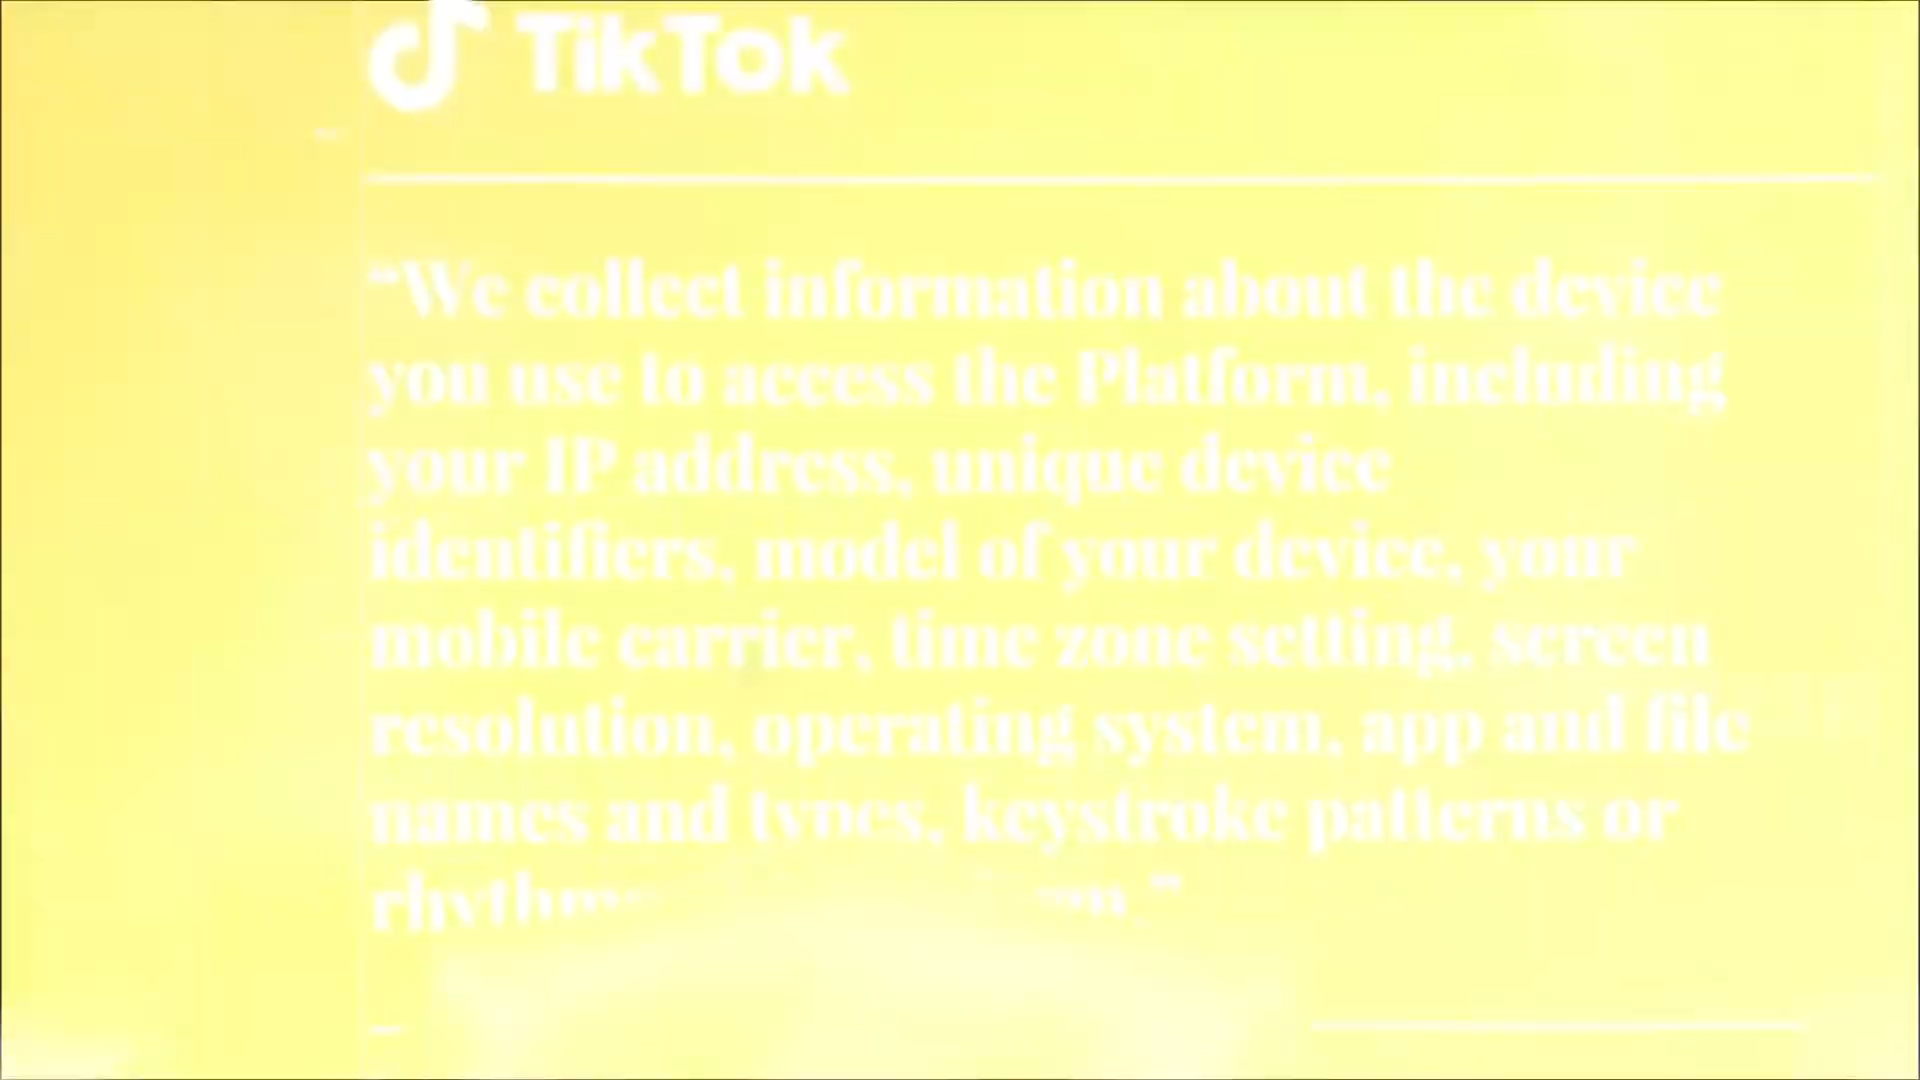 TikTok
“We collect information about the device
you use to access the Platform, including
your IP address, unique device
identifiers, model of your device, your
mobile carrier, time zone setting, screen
resolution, operating system, app and file
names and types, keystroke patterns or